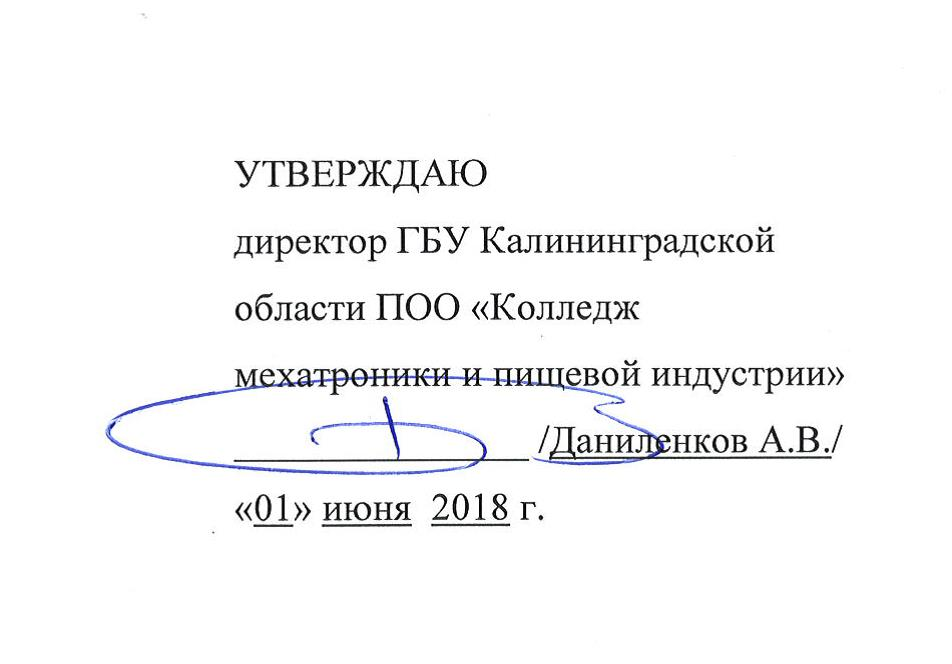 УТВЕРЖДАЮ
директор ГБУ Калининградской
области ПОО «Колледж
мехатроники и пищевой индустрии»
/Даниленков А.В./
«01» июня 2018 г.